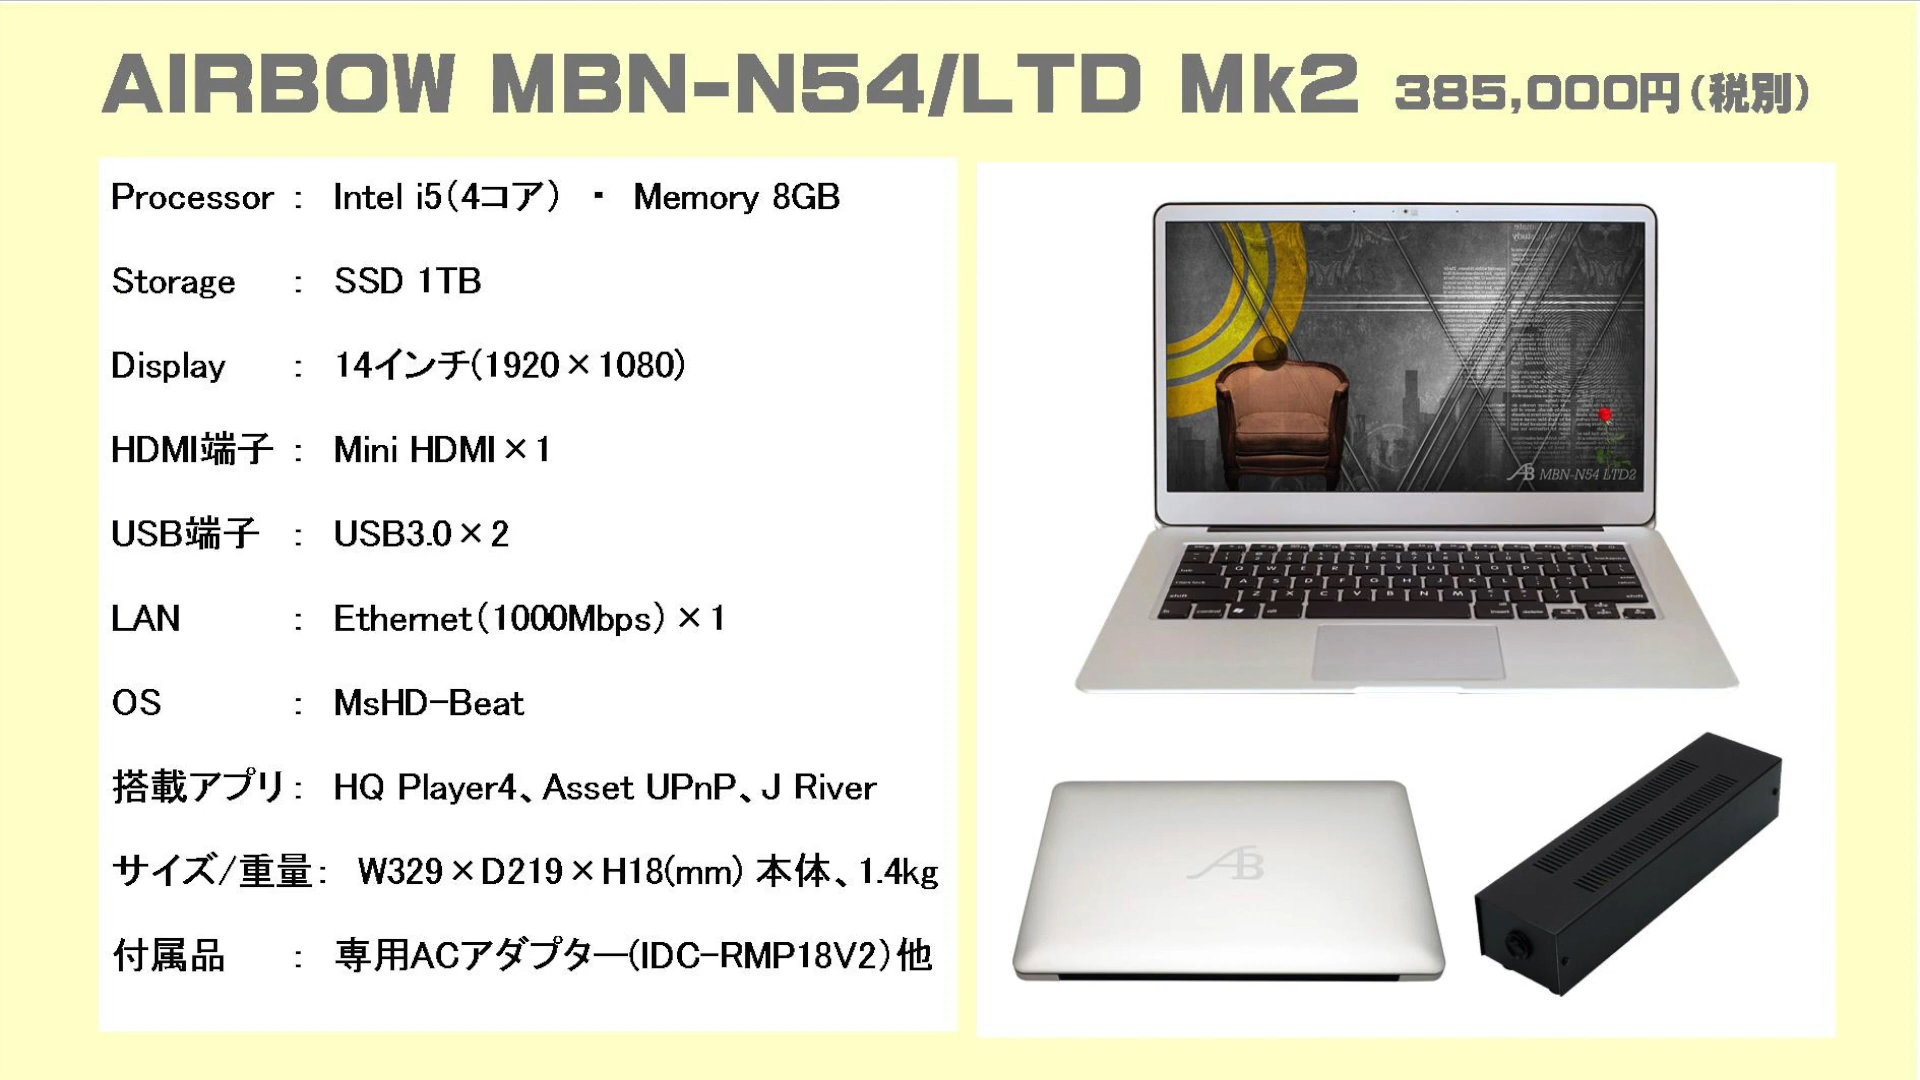 AIRBOW MBN-N54/LTD Mk2 385,000円(税別)
Processor : Intel i5(4コア) ・ Memory 8GB
Storage : SSD 1TB
Display : 14インチ(1920×1080)
HDMI端子 : Mini HDMI×1
USB端子 : USB3.0×2
LAN : Ethernet(1000Mbps)×1
OS : MsHD-Beat
搭載アプリ : HQ Player4、Asset UPnP、J River
サイズ/重量 : W329×D219×H18(mm) 本体、1.4kg
付属品 : 専用ACアダプター(IDC-RMP18V2)他
AB MBN-N54 LTD2
AB